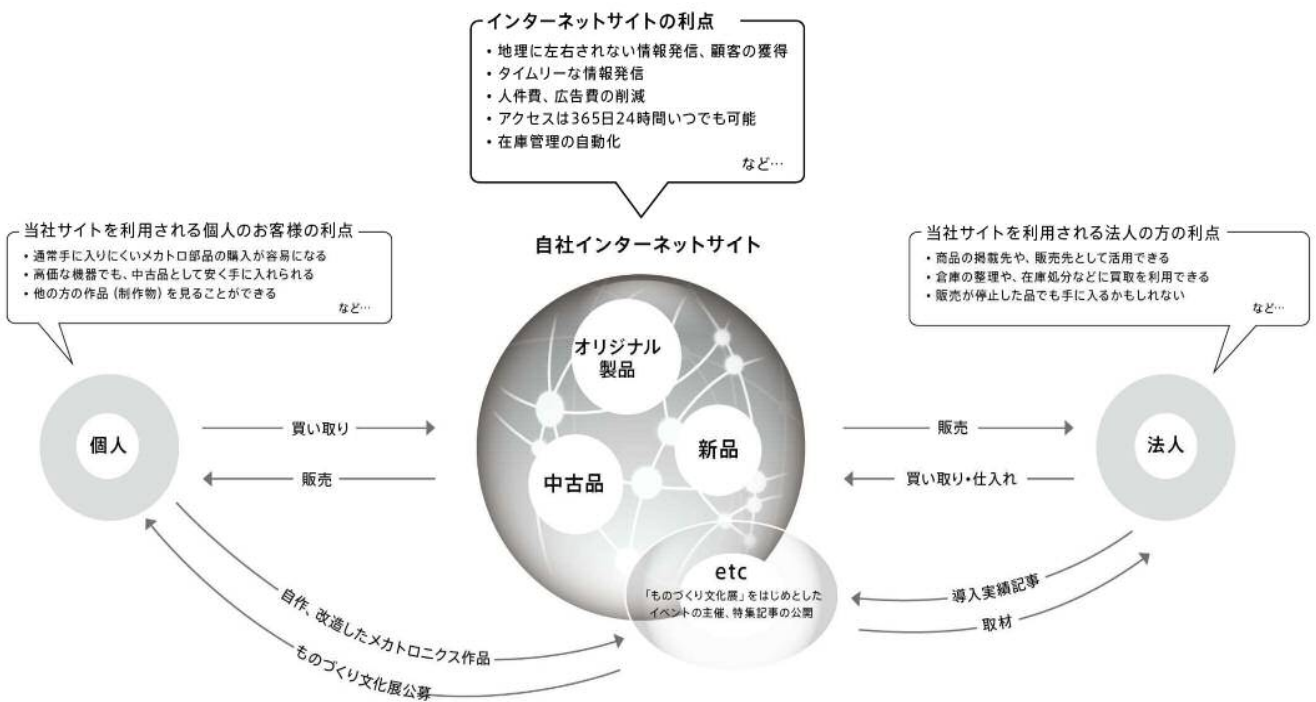 インターネットサイトの利点
・地理に左右されない情報発信、顧客の獲得
・タイムリーな情報発信
・人件費、広告費の削減
・アクセスは365日24時間いつでも可能
・在庫管理の自動化
など…
当社サイトを利用される個人のお客様の利点
・通常手に入りにくいメカトロ部品の購入が容易になる
・高価な機器でも、中古品として安く手に入れられる
・他の方の作品(制作物)を見ることができる
など…
自社インターネットサイト
当社サイトを利用される法人の方の利点
・商品の掲載先や、販売先として活用できる
・倉庫の整理や、在庫処分などに買取を利用できる
・販売が停止した品でも手に入るかもしれない
など…
オリジナル
製品
個人
買い取り
販売
中古品
新品
販売
買い取り・仕入れ
法人
etc
「ものづくり文化展」をはじめとした
イベントの主催、特集記事の公開
自作、改造したメカトロニクス作品
ものづくり文化展公募
導入実績記事
取材